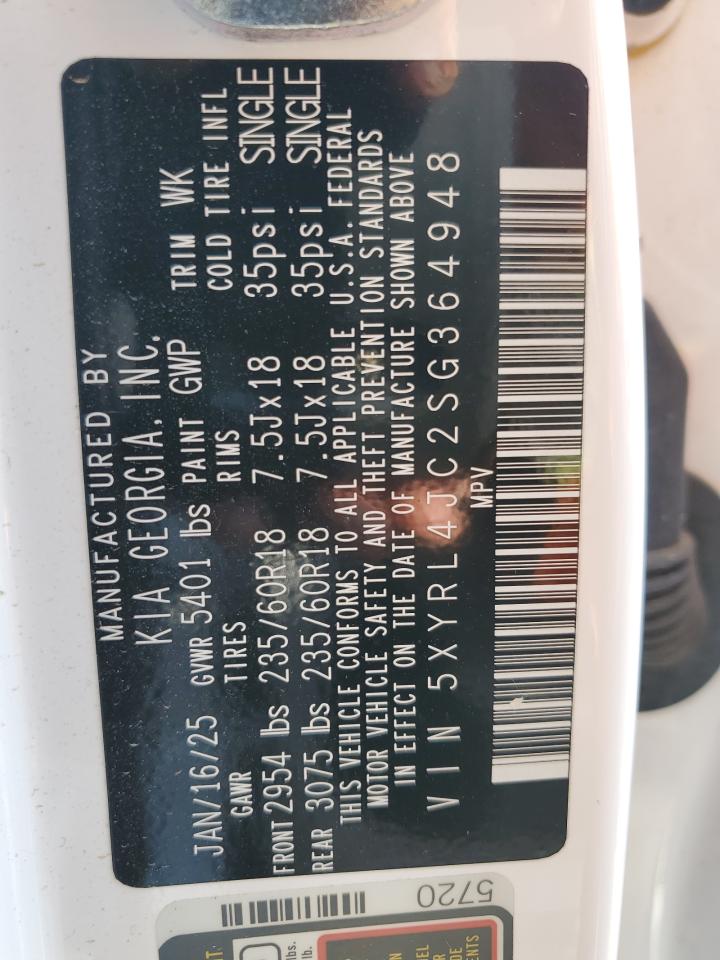 MANUFACTURED BY
KIA GEORGIA, INC.
JAN/16/25 GVWR 5401 lbs PAINT GWP TRIM WK
GAWR TIRES RIMS COLD TIRE INFL
FRONT 2954 lbs 235/60R18 7.5Jx18 35psi SINGLE
REAR 3075 lbs 235/60R18 7.5Jx18 35psi SINGLE
THIS VEHICLE CONFORMS TO ALL APPLICABLE U.S.A. FEDERAL
MOTOR VEHICLE SAFETY AND THEFT PREVENTION STANDARDS
IN EFFECT ON THE DATE OF MANUFACTURE SHOWN ABOVE
VIN 5XYRL4JC2SG364948
MPV
5720
lbs.
lb.